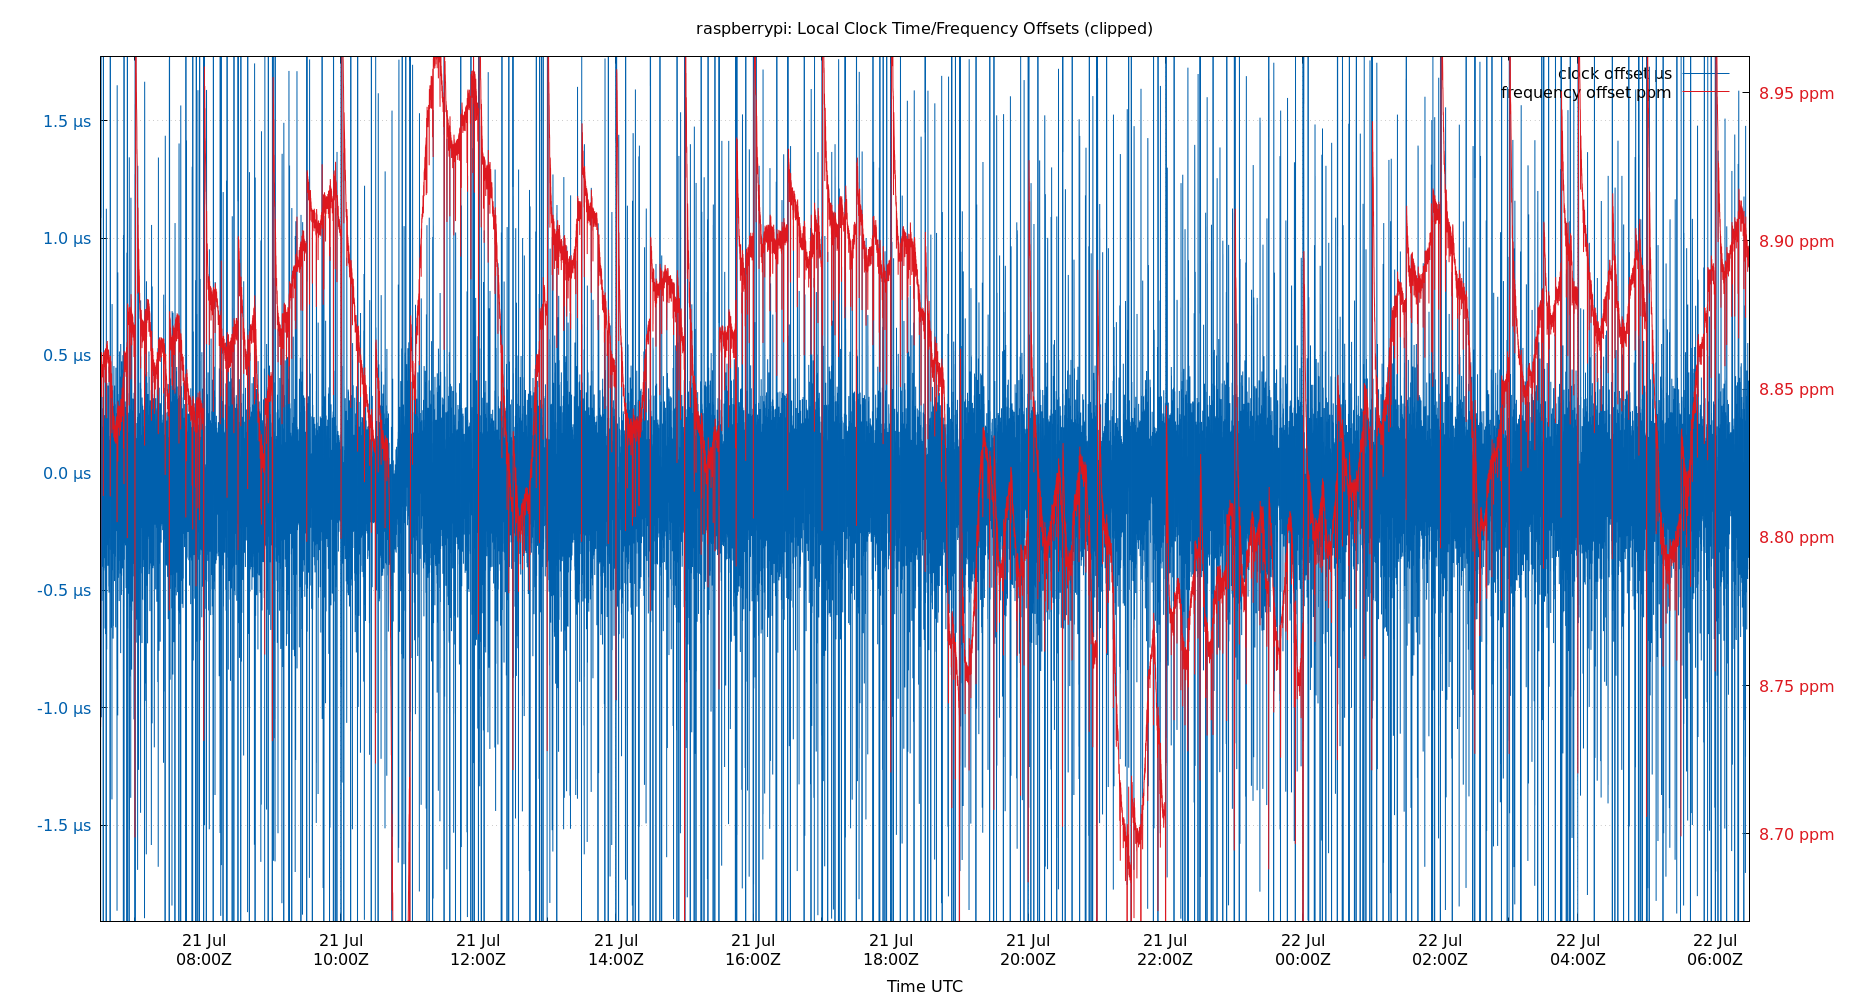 raspberrypi: Local Clock Time/Frequency Offsets (clipped)
clock offset µs
frequency offset ppm
1.5 µs
1.0 µs
0.5 µs
0.0 µs
-0.5 µs
-1.0 µs
-1.5 µs
8.95 ppm
8.90 ppm
8.85 ppm
8.80 ppm
8.75 ppm
8.70 ppm
21 Jul 21 Jul 21 Jul 21 Jul 21 Jul 21 Jul 21 Jul 21 Jul 22 Jul 22 Jul 22 Jul 22 Jul
08:00Z 10:00Z 12:00Z 14:00Z 16:00Z 18:00Z 20:00Z 22:00Z 00:00Z 02:00Z 04:00Z 06:00Z
Time UTC